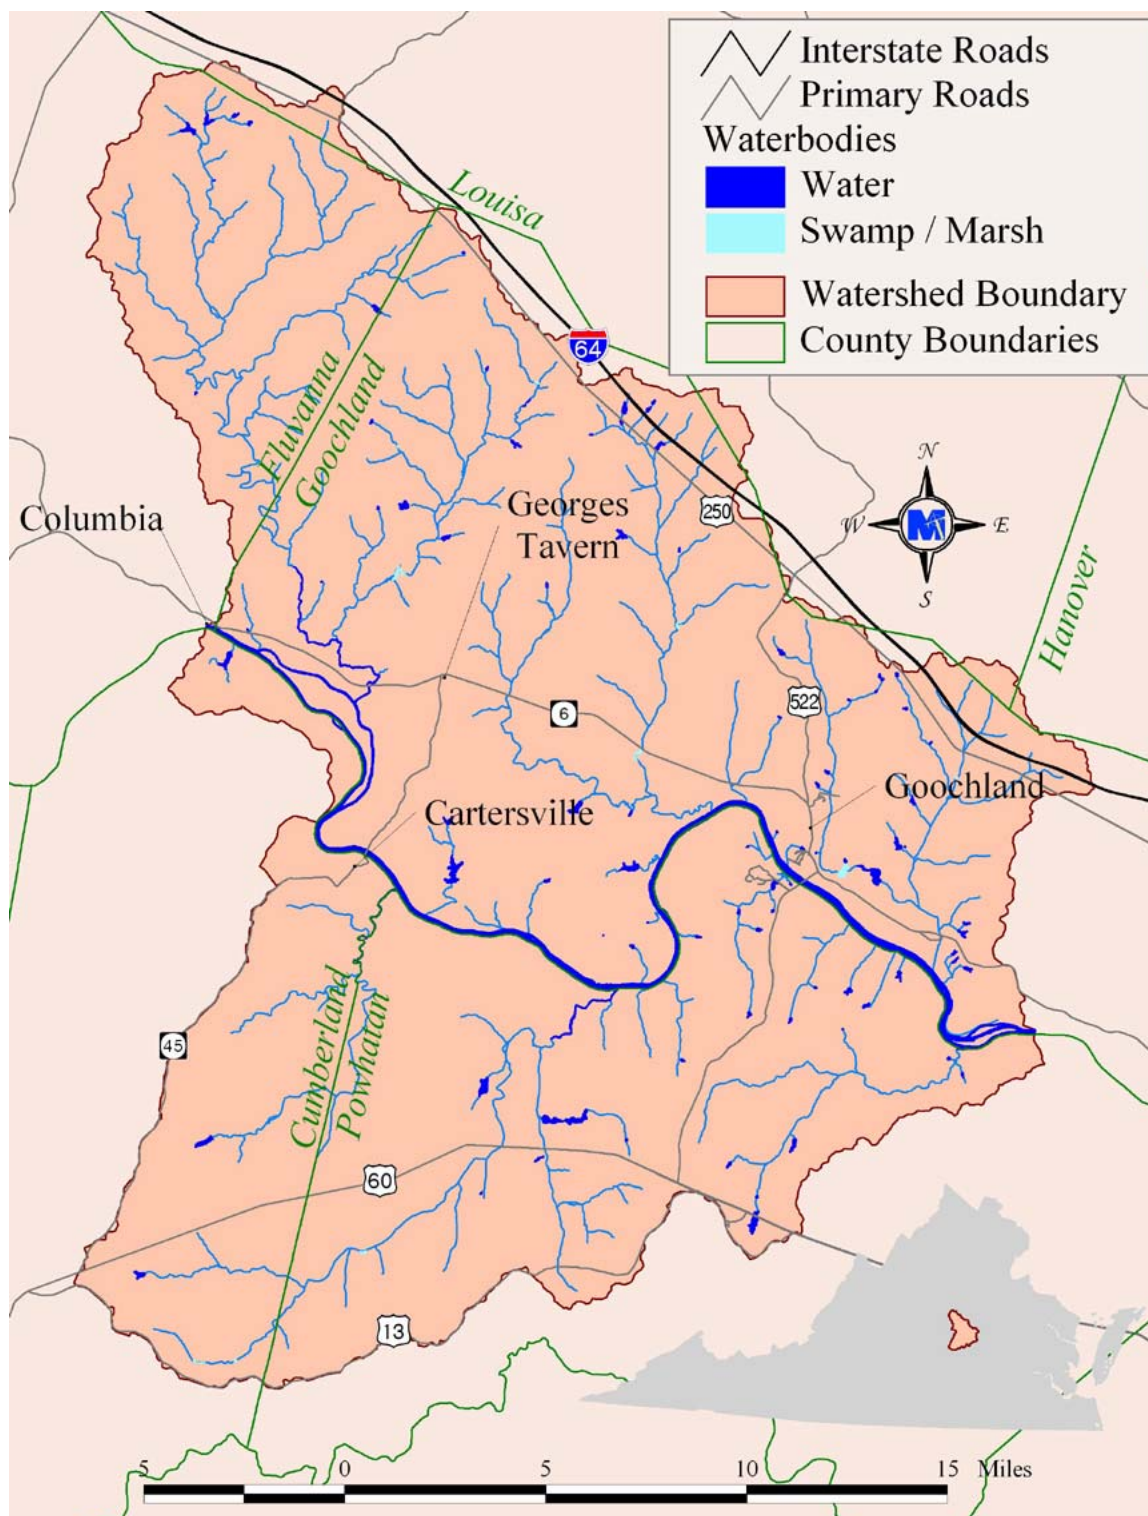 Interstate Roads
Primary Roads
Waterbodies
Water
Swamp / Marsh
Watershed Boundary
County Boundaries
Louisa
64
Fluvanna
Goochland
Columbia
Georges
Tavern
250
N
W
M
E
S
Hanover
522
6
Goochland
Cartersville
Cumberland
Powhatan
45
60
13
5 0 5 10 15 Miles